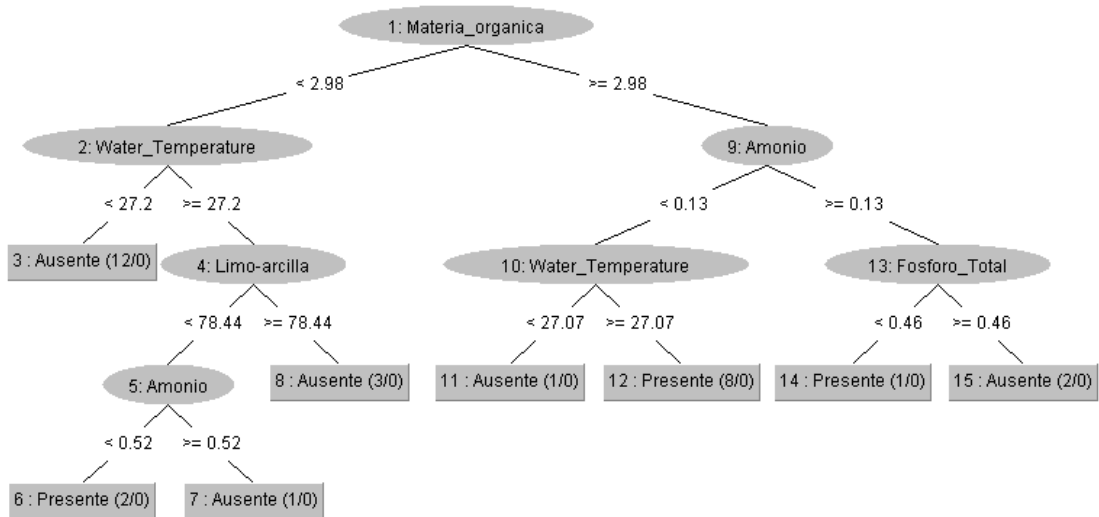 1: Materia_organica
< 2.98 >= 2.98
2: Water_Temperature 9: Amonio
< 27.2 >= 27.2 < 0.13 >= 0.13
3 : Ausente (12/0) 4: Limo-arcilla 10: Water_Temperature 13: Fosforo_Total
< 78.44 >= 78.44 < 27.07 >= 27.07 < 0.46 >= 0.46
5: Amonio 8 : Ausente (3/0) 11 : Ausente (1/0) 12 : Presente (8/0) 14 : Presente (1/0) 15 : Ausente (2/0)
< 0.52 >= 0.52
6 : Presente (2/0) 7 : Ausente (1/0)